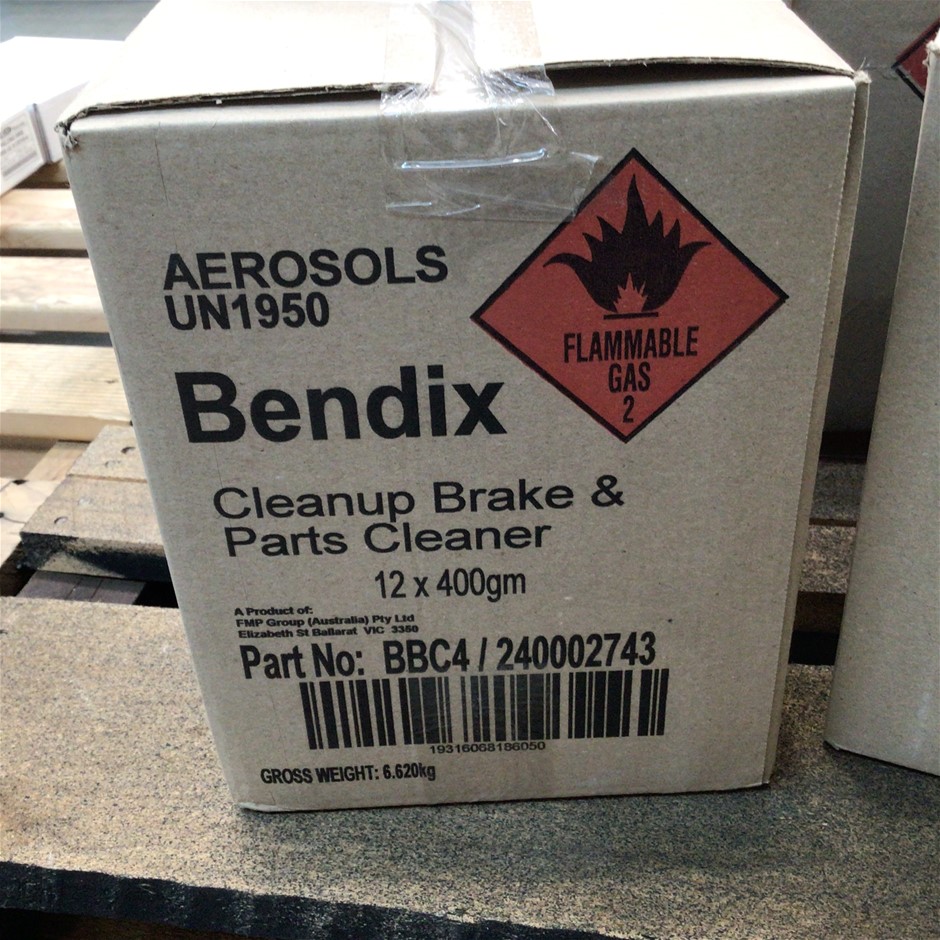 AEROSOLS
UN1950
FLAMMABLE
GAS
2
Bendix
Cleanup Brake &
Parts Cleaner
12 x 400gm
A Product of:
FMP Group (Australia) Pty Ltd
Elizabeth St Ballarat VIC 3350
Part No: BBC4 / 240002743
19316068186050
GROSS WEIGHT: 6.620kg